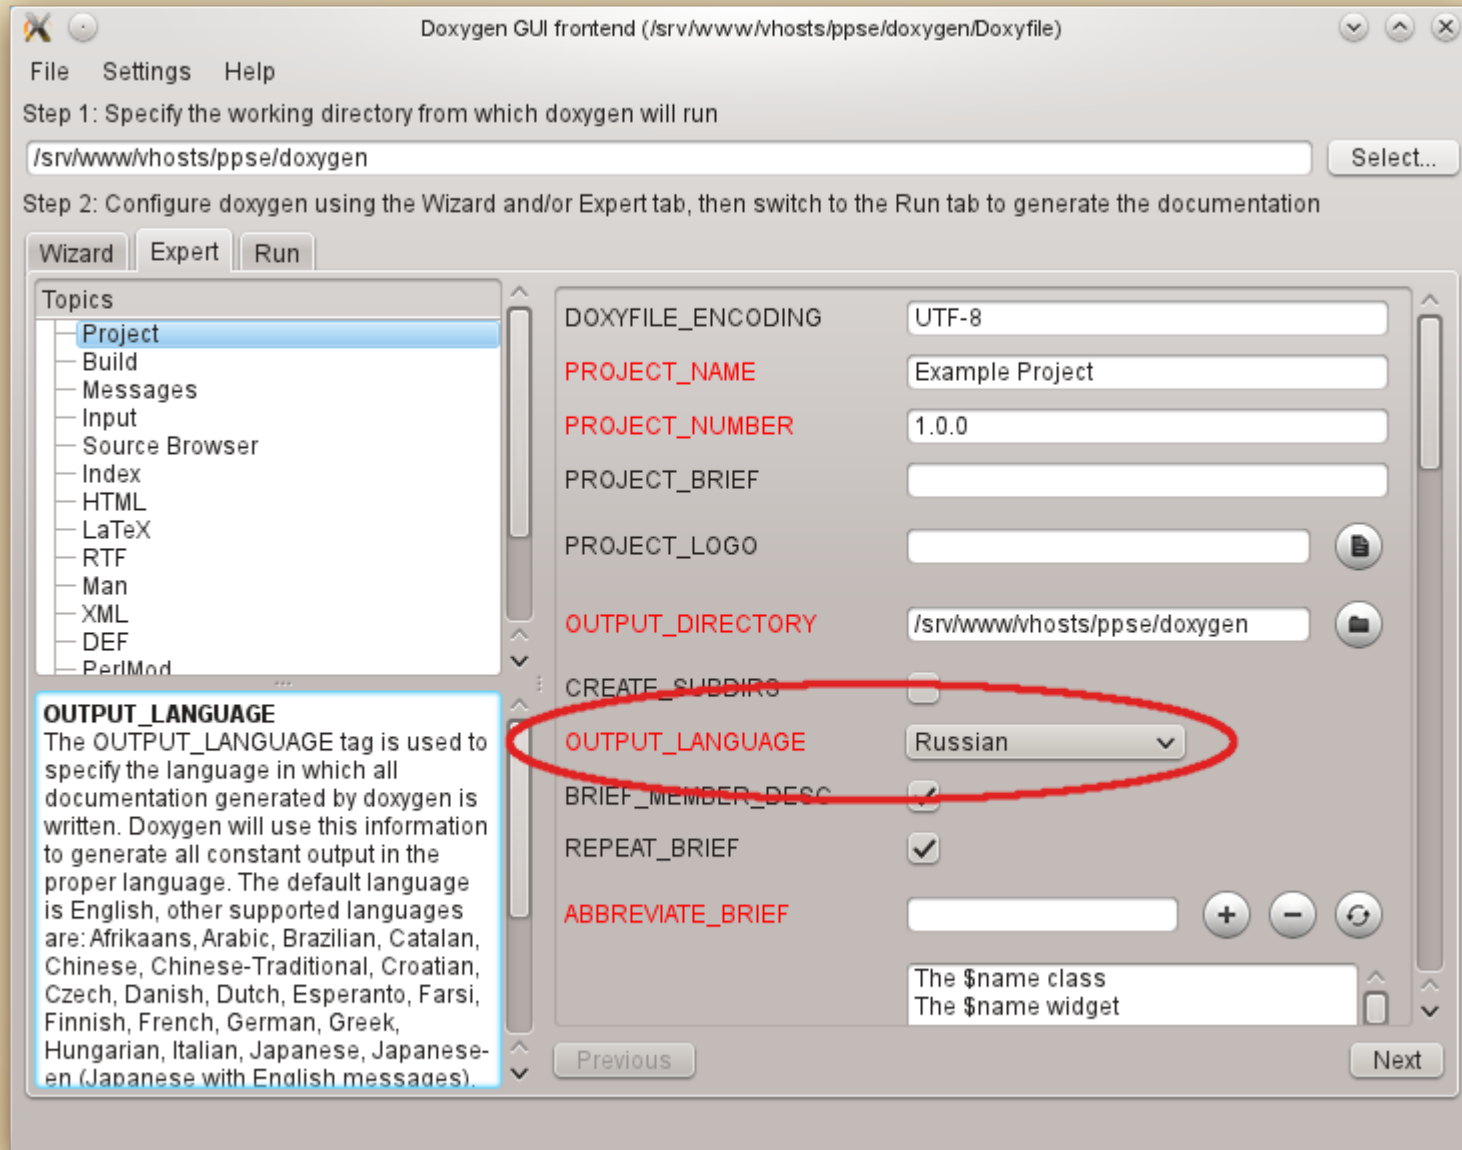 Doxygen GUI frontend (/srv/www/vhosts/ppse/doxygen/Doxyfile)
File Settings Help
Step 1: Specify the working directory from which doxygen will run
/srv/www/vhosts/ppse/doxygen Select...
Step 2: Configure doxygen using the Wizard and/or Expert tab, then switch to the Run tab to generate the documentation
Wizard Expert Run
Topics
Project
Build
Messages
Input
Source Browser
Index
HTML
LaTeX
RTF
Man
XML
DEF
PerlMod
OUTPUT_LANGUAGE
The OUTPUT_LANGUAGE tag is used to
specify the language in which all
documentation generated by doxygen is
written. Doxygen will use this information
to generate all constant output in the
proper language. The default language
is English, other supported languages
are: Afrikaans, Arabic, Brazilian, Catalan,
Chinese, Chinese-Traditional, Croatian,
Czech, Danish, Dutch, Esperanto, Farsi,
Finnish, French, German, Greek,
Hungarian, Italian, Japanese, Japanese-
en (Japanese with English messages),
DOXYFILE_ENCODING UTF-8
PROJECT_NAME Example Project
PROJECT_NUMBER 1.0.0
PROJECT_BRIEF
PROJECT_LOGO
OUTPUT_DIRECTORY /srv/www/vhosts/ppse/doxygen
CREATE_SUBDIRS
OUTPUT_LANGUAGE Russian
BRIEF_MEMBER_DESC
REPEAT_BRIEF
ABBREVIATE_BRIEF
The $name class
The $name widget
Previous Next